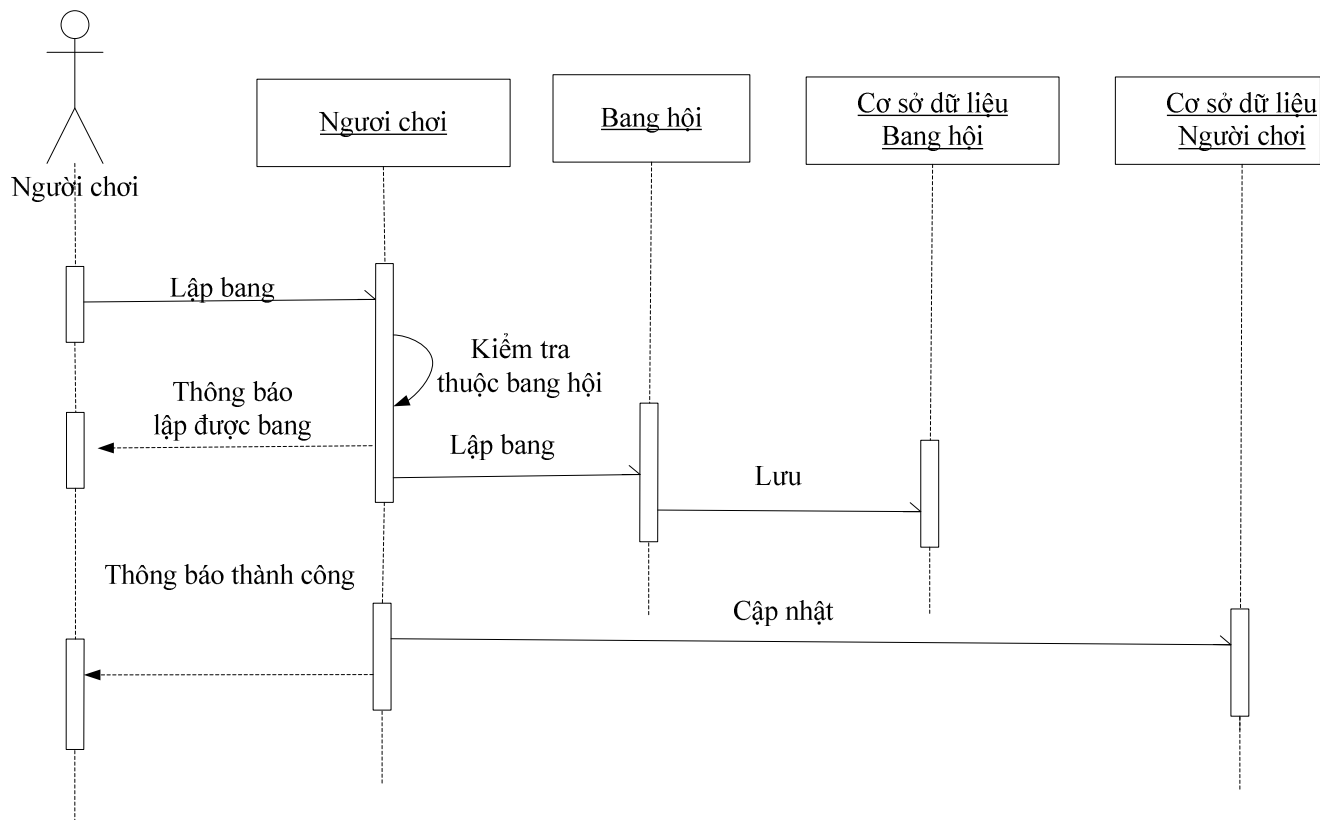 Người chơi
Ngươi chơi
Bang hội
Cơ sở dữ liệu
Bang hội
Cơ sở dữ liệu
Người chơi
Lập bang
Kiểm tra
thuộc bang hội
Thông báo
lập được bang
Lập bang
Lưu
Thông báo thành công
Cập nhật